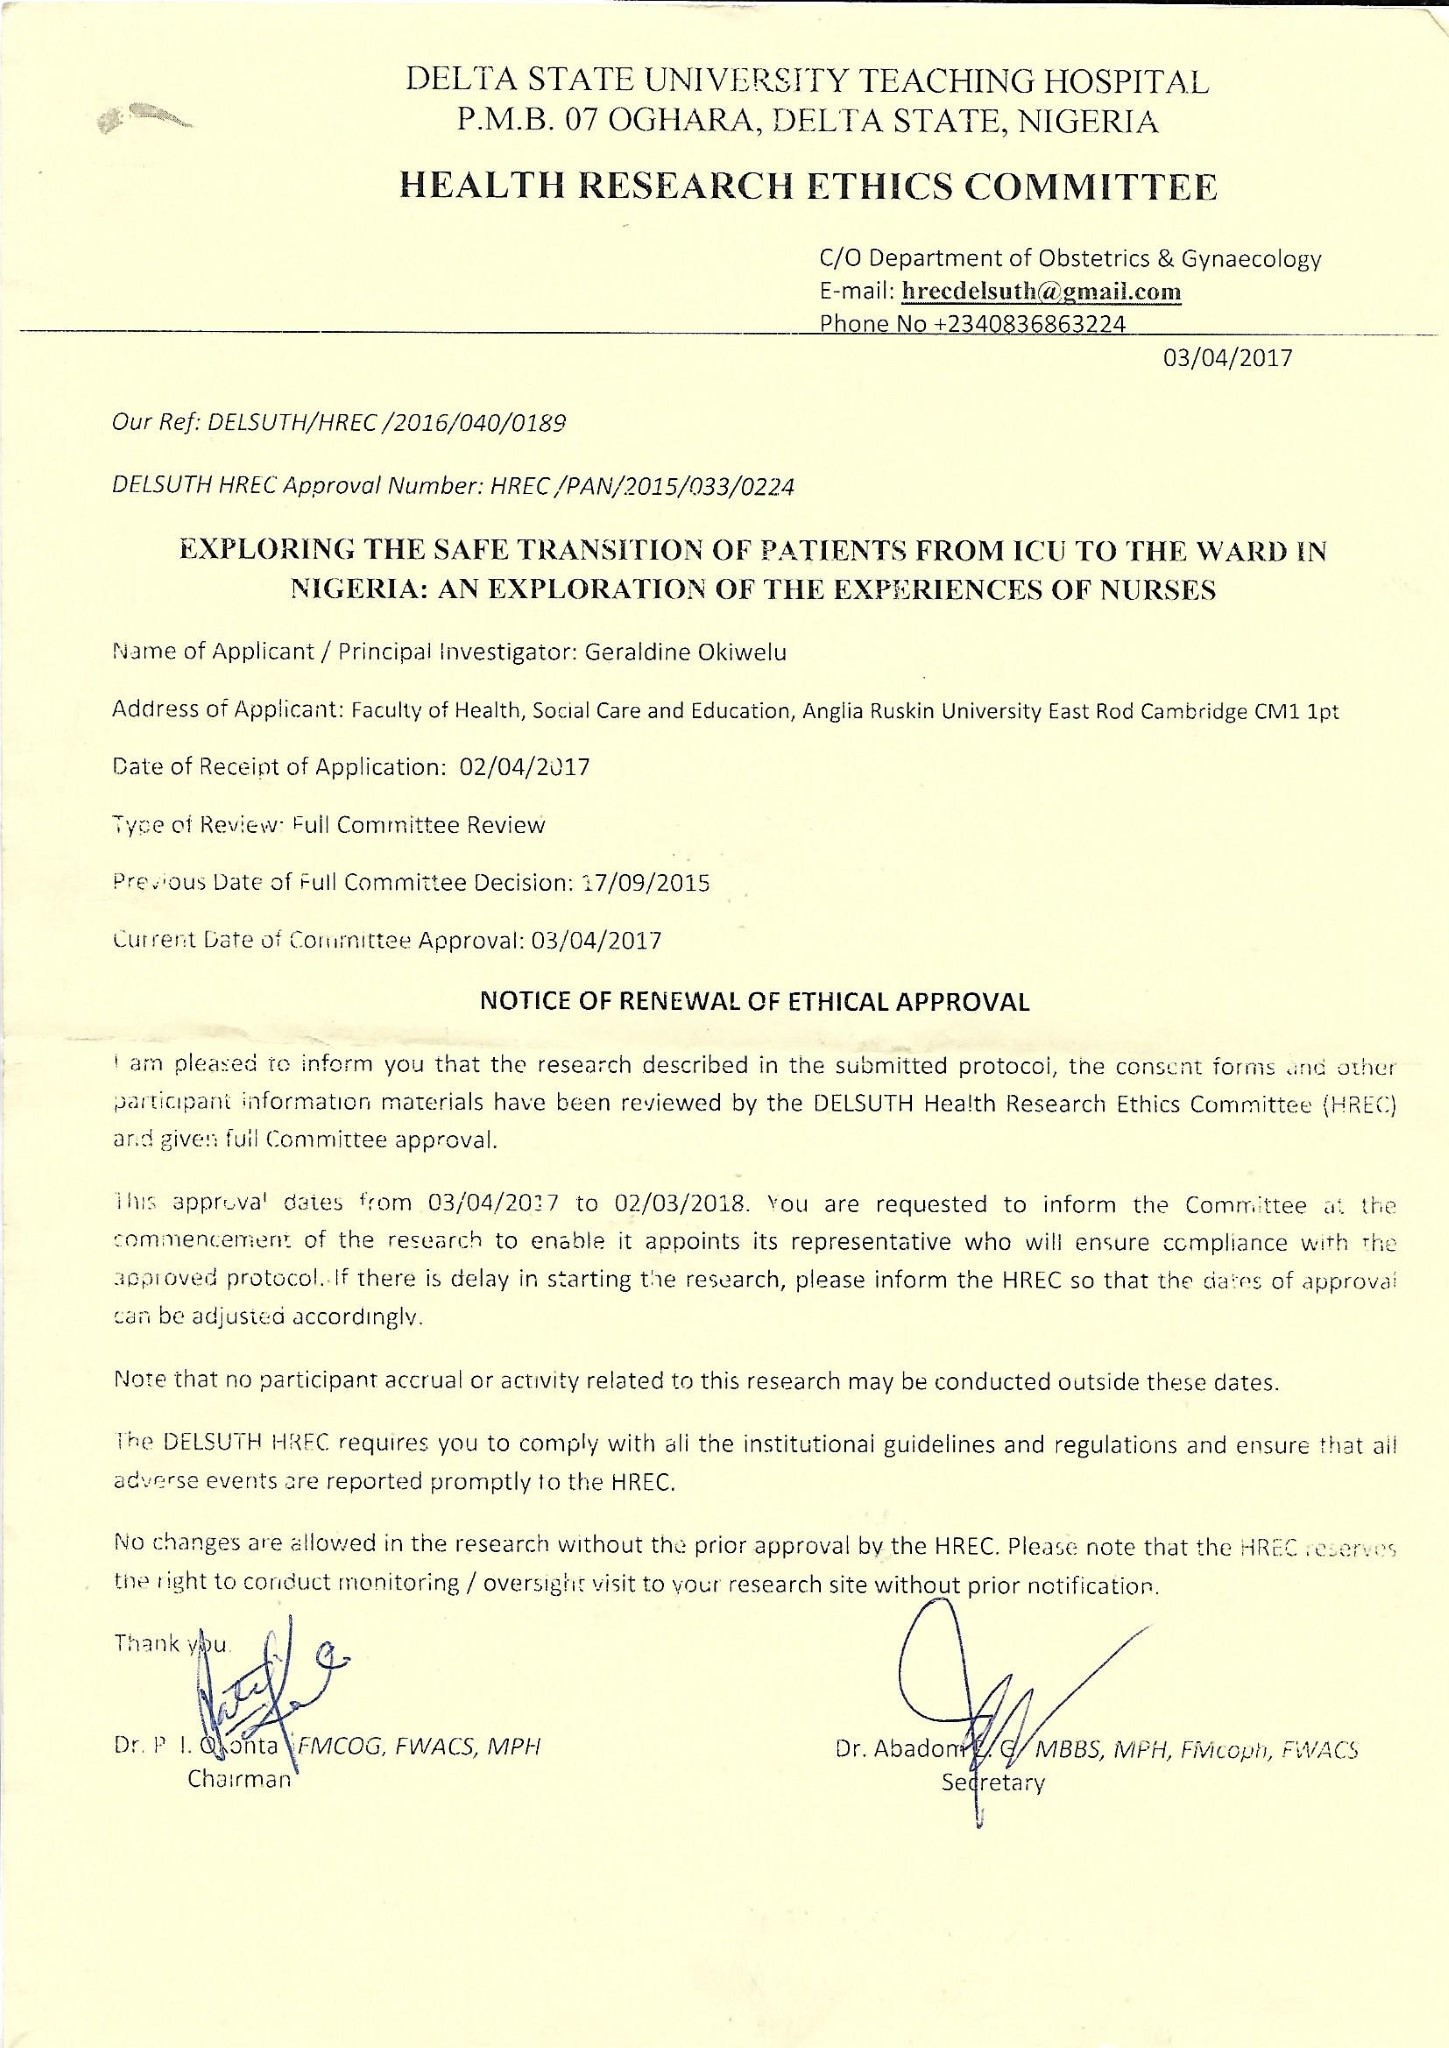 DELTA STATE UNIVERSITY TEACHING HOSPITAL
P.M.B. 07 OGHARA, DELTA STATE, NIGERIA
HEALTH RESEARCH ETHICS COMMITTEE
C/O Department of Obstetrics & Gynaecology
E-mail: hrecdelsuth@gmail.com
Phone No +2340836863224
03/04/2017
Our Ref: DELSUTH/HREC /2016/040/0189
DELSUTH HREC Approval Number: HREC /PAN/2015/033/0224
EXPLORING THE SAFE TRANSITION OF PATIENTS FROM ICU TO THE WARD IN
NIGERIA: AN EXPLORATION OF THE EXPERIENCES OF NURSES
Name of Applicant / Principal Investigator: Geraldine Okiwelu
Address of Applicant: Faculty of Health, Social Care and Education, Anglia Ruskin University East Rod Cambridge CM1 1pt
Date of Receipt of Application: 02/04/2017
Type of Review: Full Committee Review
Previous Date of Full Committee Decision: 17/09/2015
Current Date of Committee Approval: 03/04/2017
NOTICE OF RENEWAL OF ETHICAL APPROVAL
I am pleased to inform you that the research described in the submitted protocol, the consent forms and other
participant information materials have been reviewed by the DELSUTH Health Research Ethics Committee (HREC)
and given full Committee approval.
This approval dates from 03/04/2017 to 02/03/2018. You are requested to inform the Committee at the
commencement of the research to enable it appoints its representative who will ensure compliance with the
approved protocol. If there is delay in starting the research, please inform the HREC so that the dates of approval
can be adjusted accordingly.
Note that no participant accrual or activity related to this research may be conducted outside these dates.
The DELSUTH HREC requires you to comply with all the institutional guidelines and regulations and ensure that all
adverse events are reported promptly to the HREC.
No changes are allowed in the research without the prior approval by the HREC. Please note that the HREC reserves
the right to conduct monitoring / oversight visit to your research site without prior notification.
Thank you.
Dr. P. I. Okonta FMCOG, FWACS, MPH
Chairman
Dr. Abadom G. MBBS, MPH, FMcoph, FWACS
Secretary